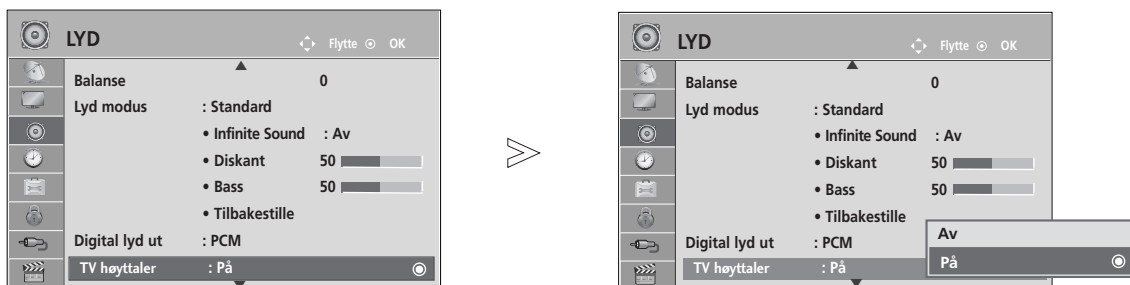 LYD
Flytte OK
Balanse 0
Lyd modus : Standard
• Infinite Sound : Av
• Diskant 50
• Bass 50
• Tilbakestille
Digital lyd ut : PCM
TV høyttaler : På
LYD
Flytte OK
Balanse 0
Lyd modus : Standard
• Infinite Sound : Av
• Diskant 50
• Bass 50
• Tilbakestille
Digital lyd ut : PCM
TV høyttaler : På
Av
På